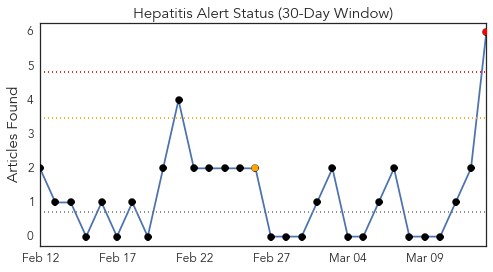 Hepatitis Alert Status (30-Day Window)
Articles Found
6
5
4
3
2
1
0
Feb 12 Feb 17 Feb 22 Feb 27 Mar 04 Mar 09